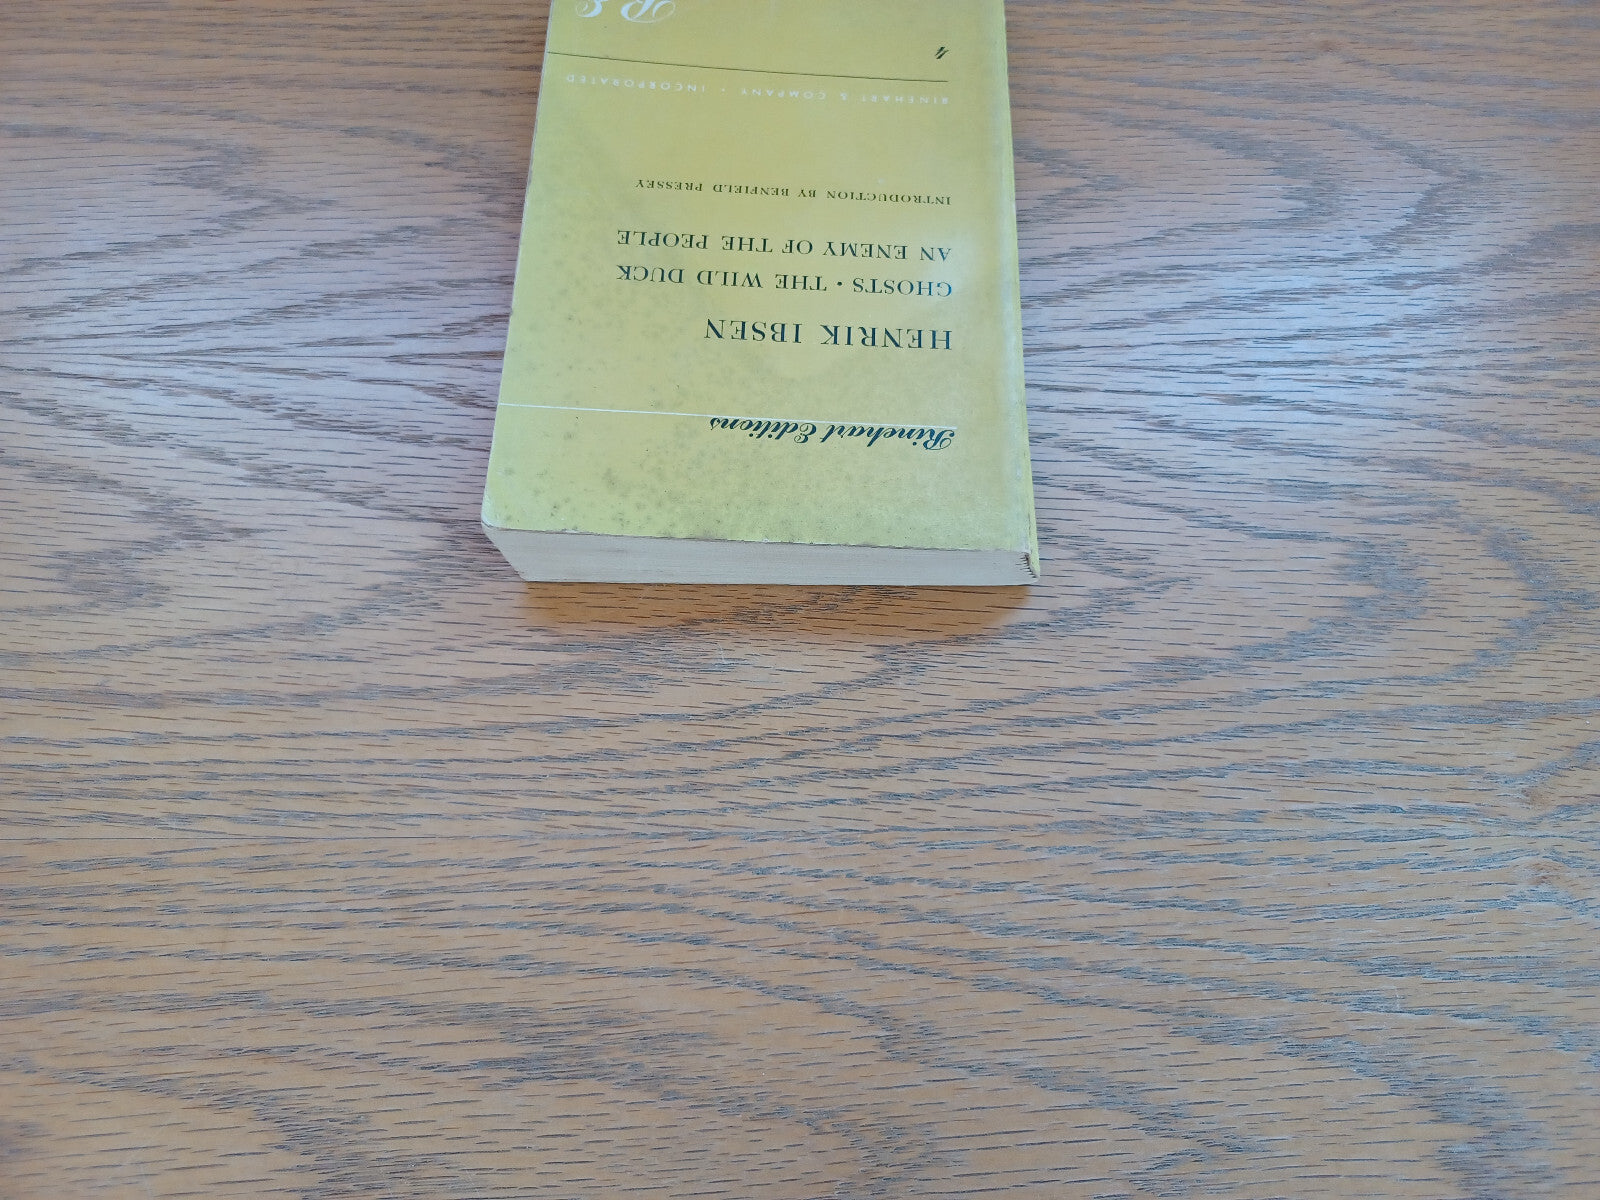 Rinehart Editions
HENRIK IBSEN
GHOSTS · THE WILD DUCK
AN ENEMY OF THE PEOPLE
INTRODUCTION BY BENFIELD PRESSEY
RINEHART & COMPANY · INCORPORATED
4
RE